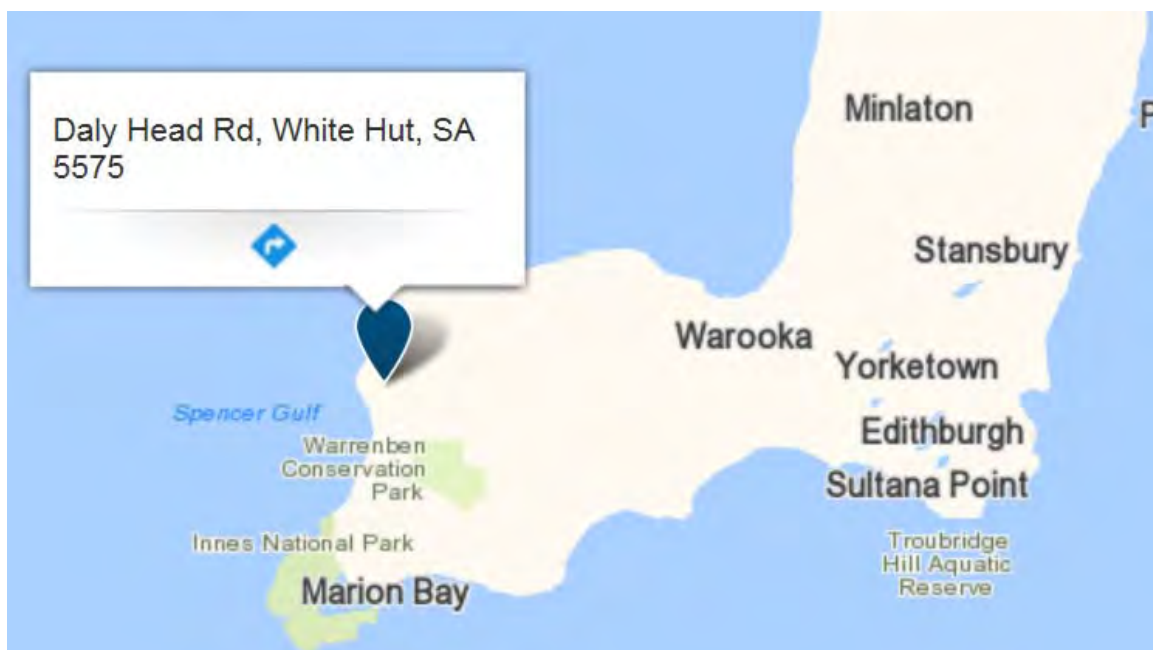 Daly Head Rd, White Hut, SA
5575
Minlaton
P
Stansbury
Warooka
Yorketown
Spencer Gulf
Edithburgh
Warrenben
Conservation
Park
Sultana Point
Innes National Park
Troubridge
Hill Aquatic
Reserve
Marion Bay